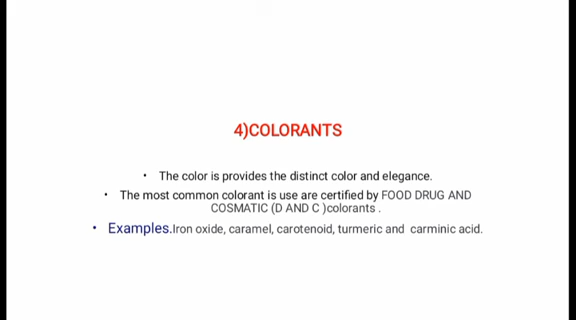 4)COLORANTS
• The color is provides the distinct color and elegance.
• The most common colorant is use are certified by FOOD DRUG AND
COSMATIC (D AND C )colorants .
• Examples.Iron oxide, caramel, carotenoid, turmeric and carminic acid.